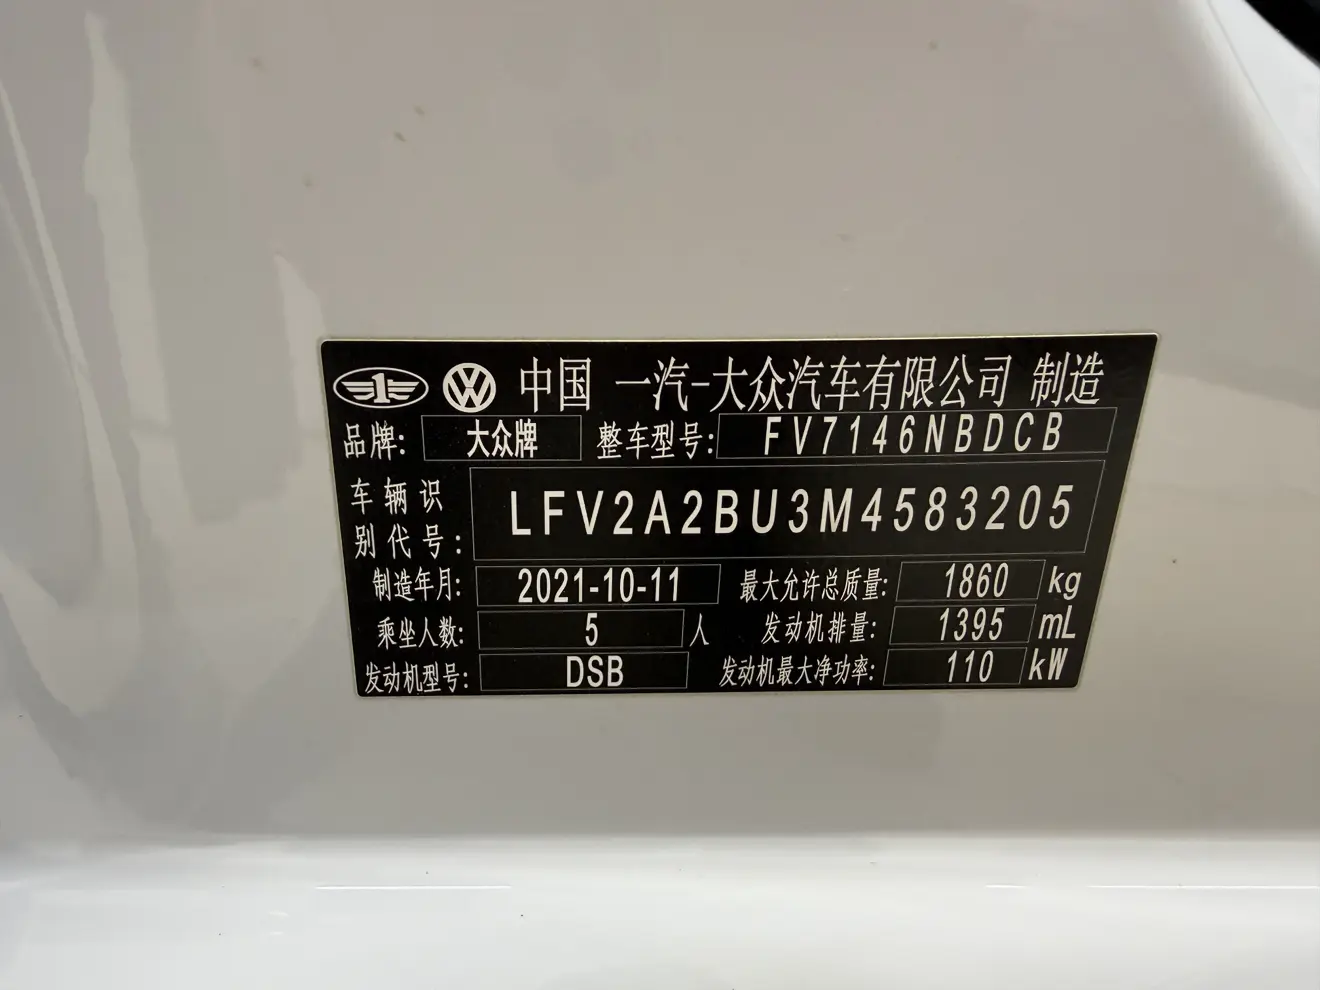 1 VW 中国 一汽-大众汽车有限公司 制造
品牌: 大众牌 整车型号: FV7146NBDCB
车辆识别代号: LFV2A2BU3M4583205
制造年月: 2021-10-11 最大允许总质量: 1860 kg
乘坐人数: 5 人 发动机排量: 1395 mL
发动机型号: DSB 发动机最大净功率: 110 kW